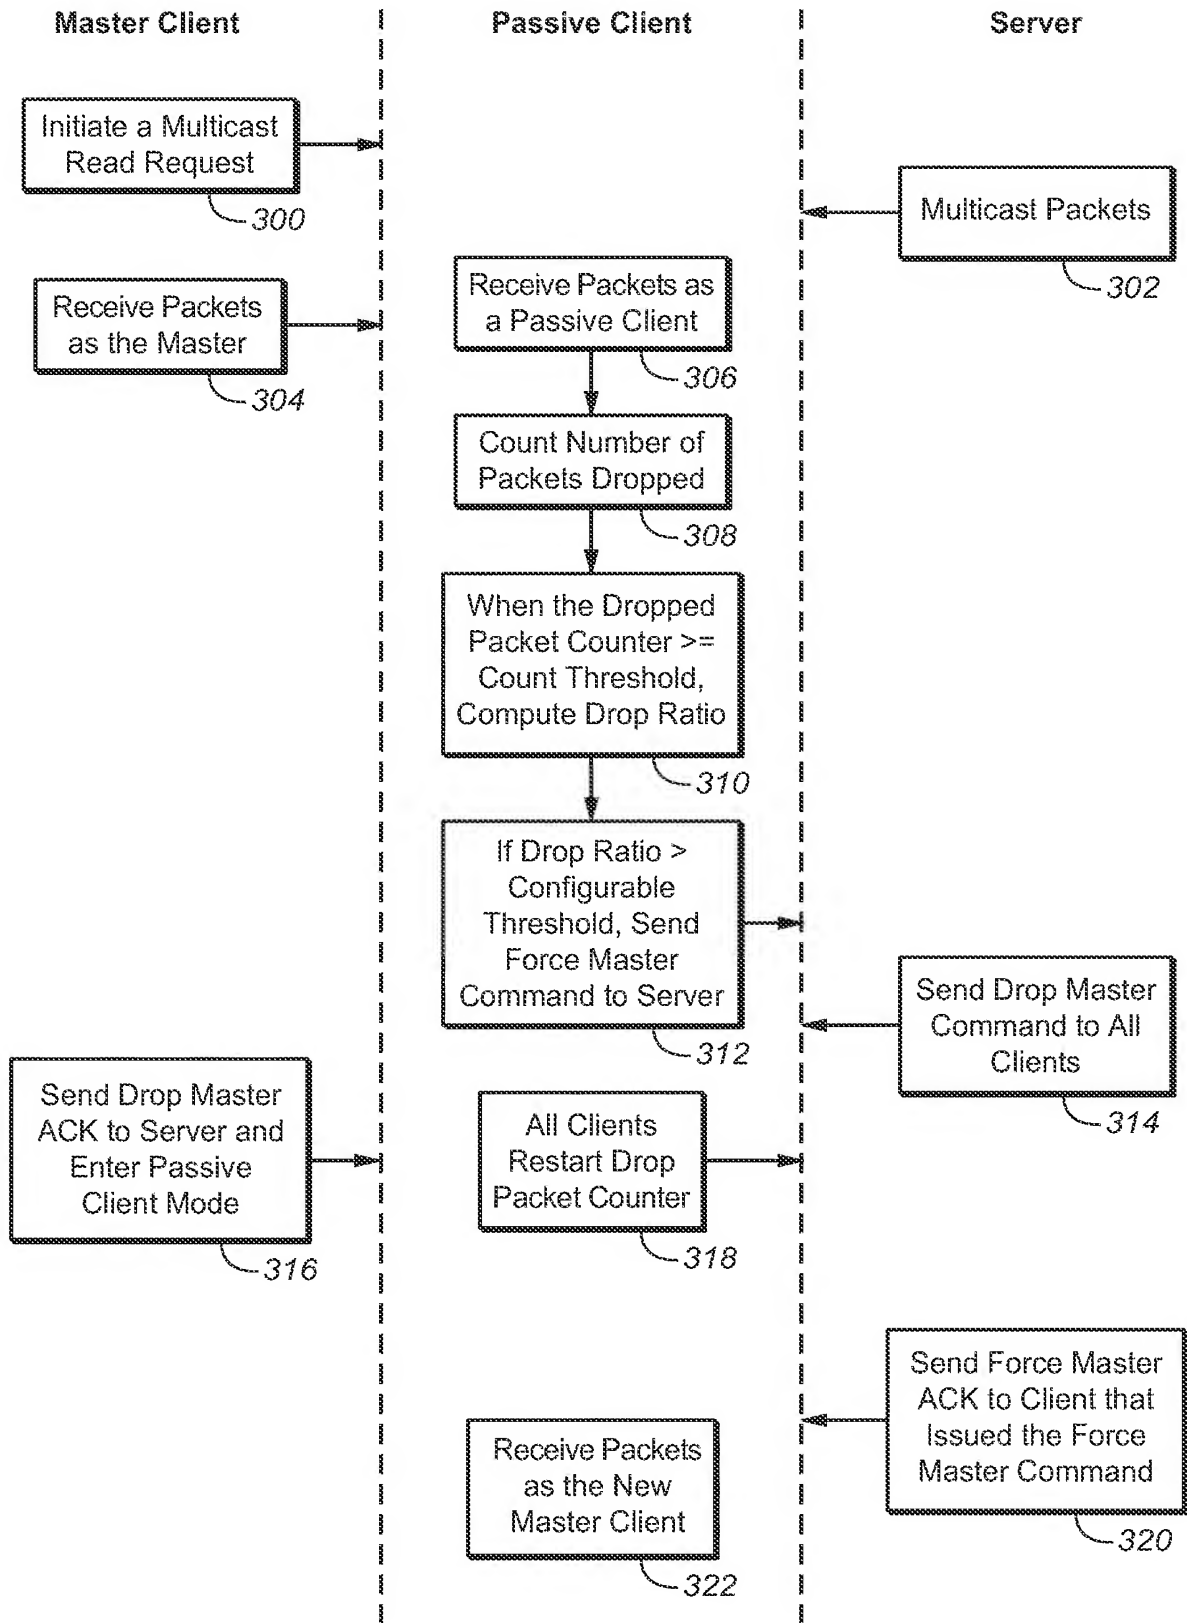 Master Client
Passive Client
Server
Initiate a Multicast
Read Request
300
Multicast Packets
302
Receive Packets
as the Master
304
Receive Packets as
a Passive Client
306
Count Number of
Packets Dropped
308
When the Dropped
Packet Counter >=
Count Threshold,
Compute Drop Ratio
310
If Drop Ratio >
Configurable
Threshold, Send
Force Master
Command to Server
312
Send Drop Master
Command to All
Clients
314
Send Drop Master
ACK to Server and
Enter Passive
Client Mode
316
All Clients
Restart Drop
Packet Counter
318
Send Force Master
ACK to Client that
Issued the Force
Master Command
320
Receive Packets
as the New
Master Client
322